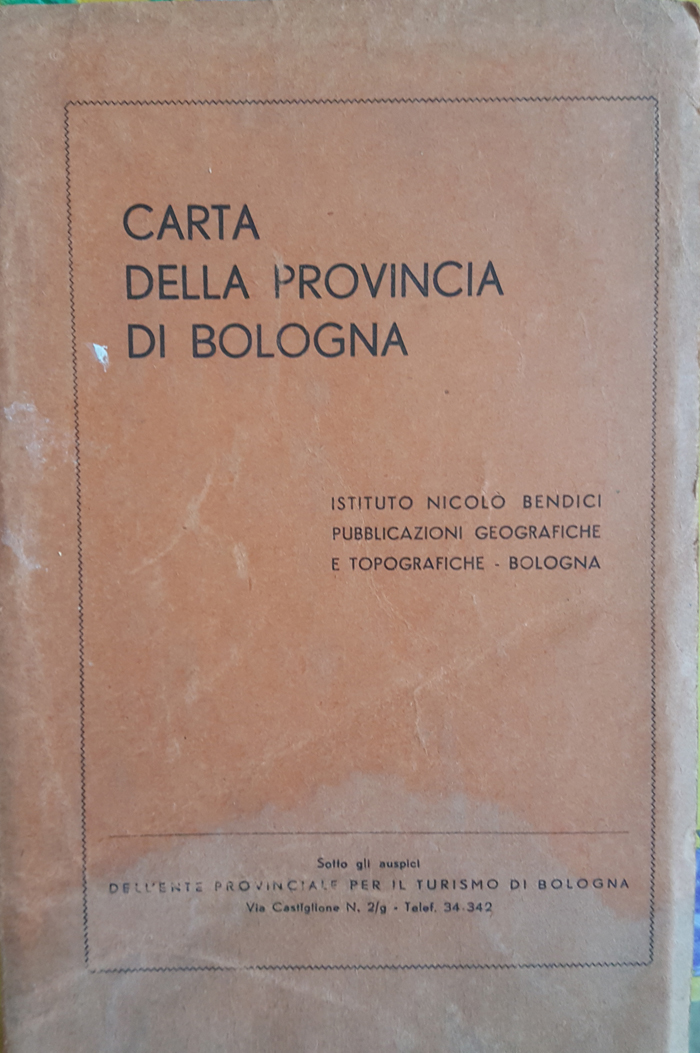 CARTA
DELLA PROVINCIA
DI BOLOGNA
ISTITUTO NICOLÒ BENDICI
PUBBLICAZIONI GEOGRAFICHE
E TOPOGRAFICHE - BOLOGNA
Sotto gli auspici
DELL'ENTE PROVINCIALE PER IL TURISMO DI BOLOGNA
Via Castiglione N. 2/g - Telef. 34-342